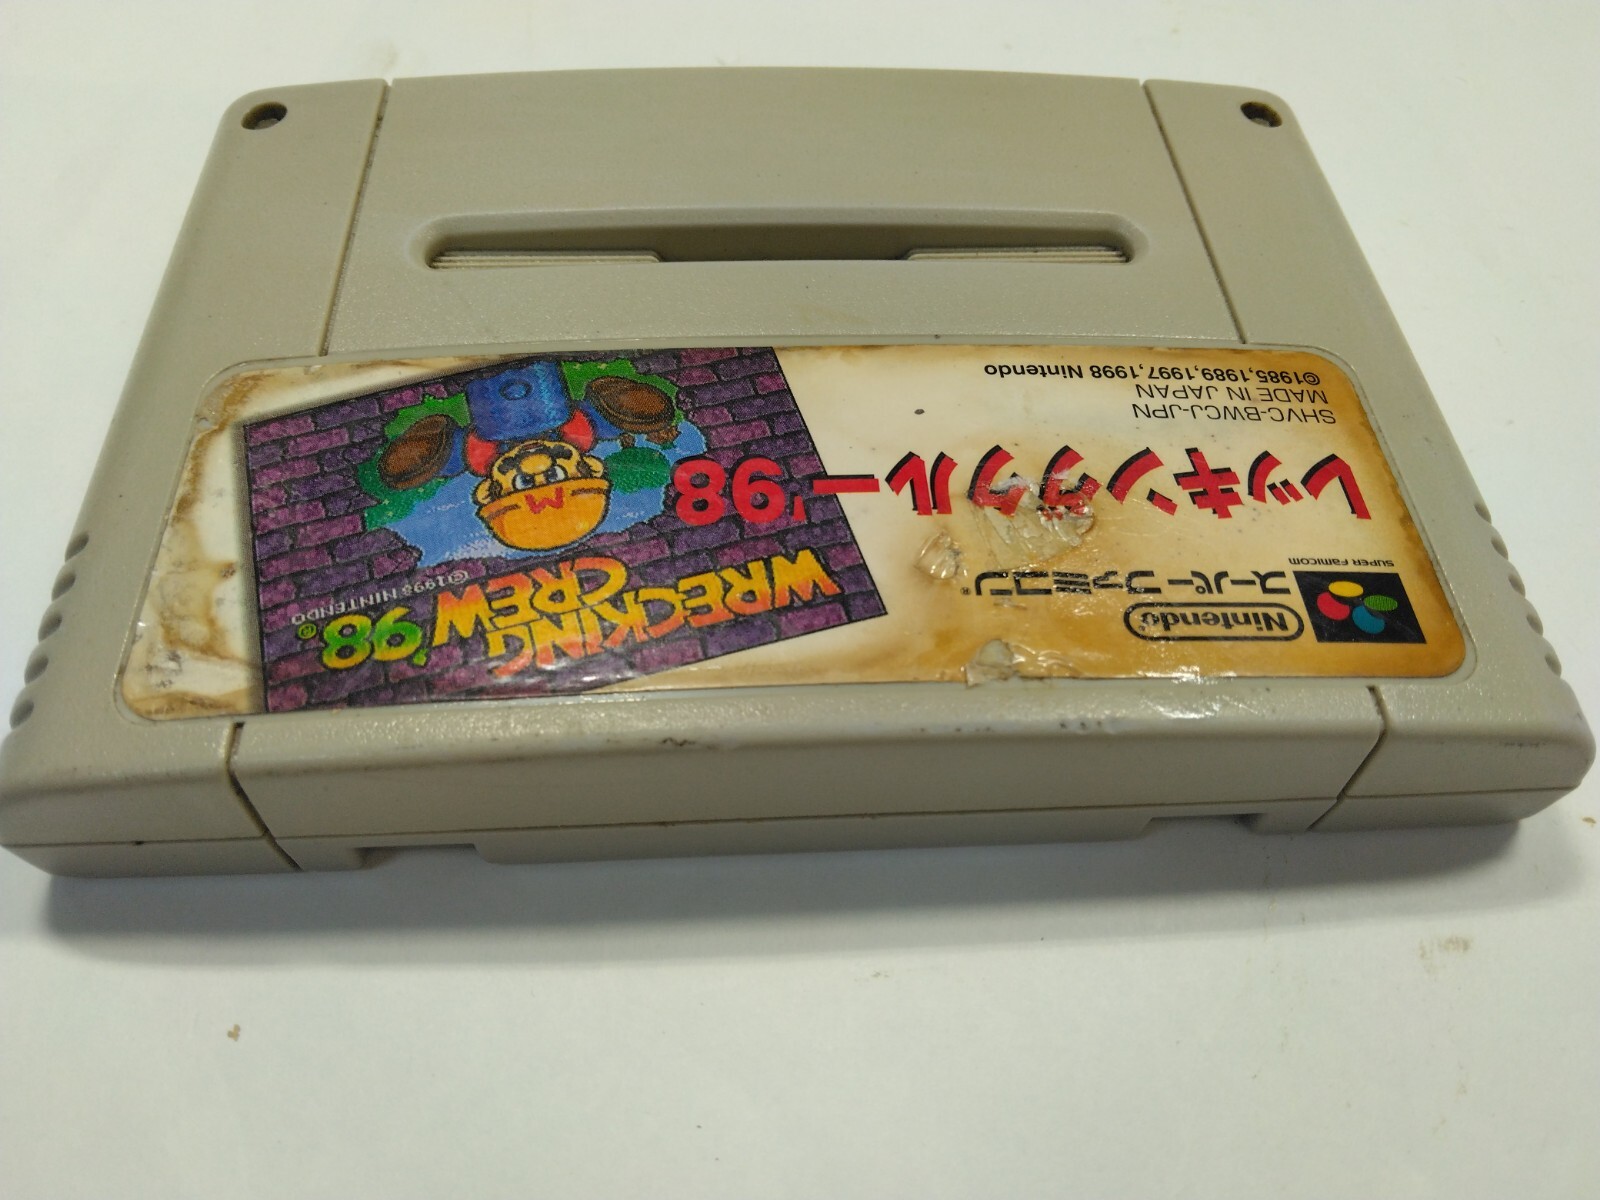 Nintendo
スーパーファミコン®
SUPER FAMICOM
レッキングクルー'98
SHVC-BWCJ-JPN
MADE IN JAPAN
©1985,1989,1997,1998 Nintendo
WRECKING
CREW
'98®
©1998 NINTENDO
W